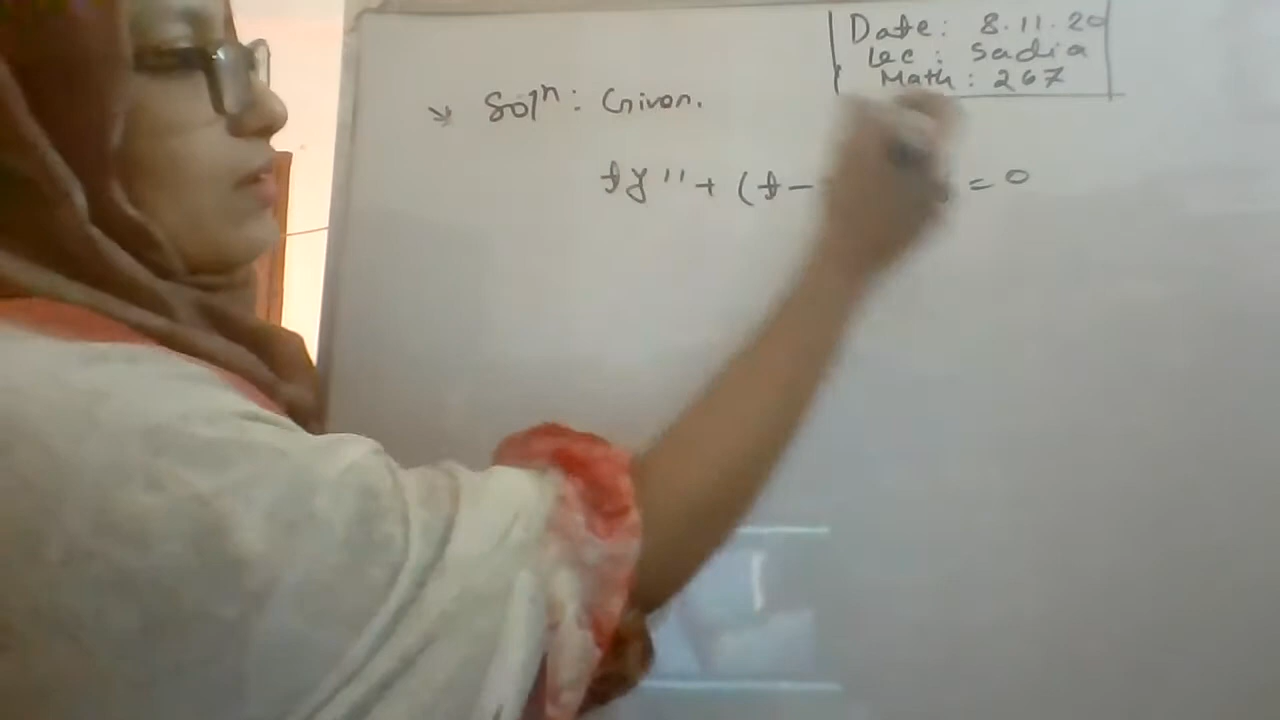 Date: 8.11.20
Lec: Sadia
Math: 267
Solⁿ: Given.
ty'' + (t - = 0